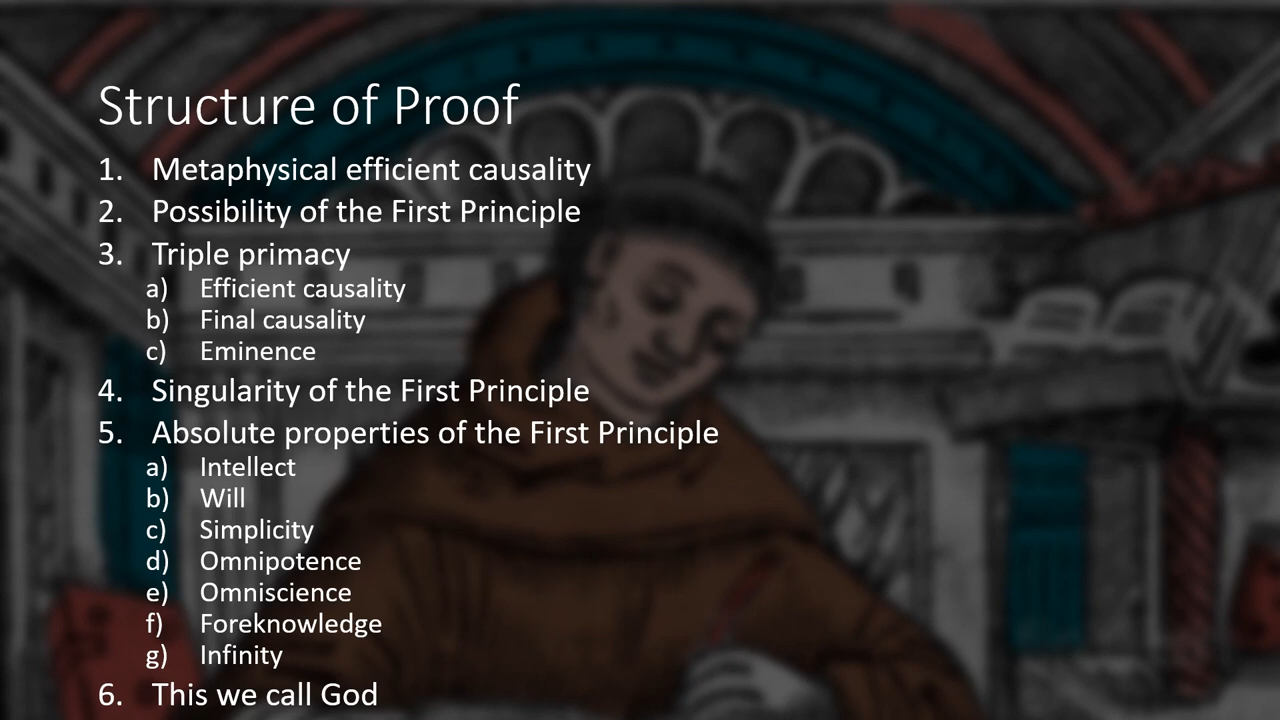 Structure of Proof
1. Metaphysical efficient causality
2. Possibility of the First Principle
3. Triple primacy
a) Efficient causality
b) Final causality
c) Eminence
4. Singularity of the First Principle
5. Absolute properties of the First Principle
a) Intellect
b) Will
c) Simplicity
d) Omnipotence
e) Omniscience
f) Foreknowledge
g) Infinity
6. This we call God